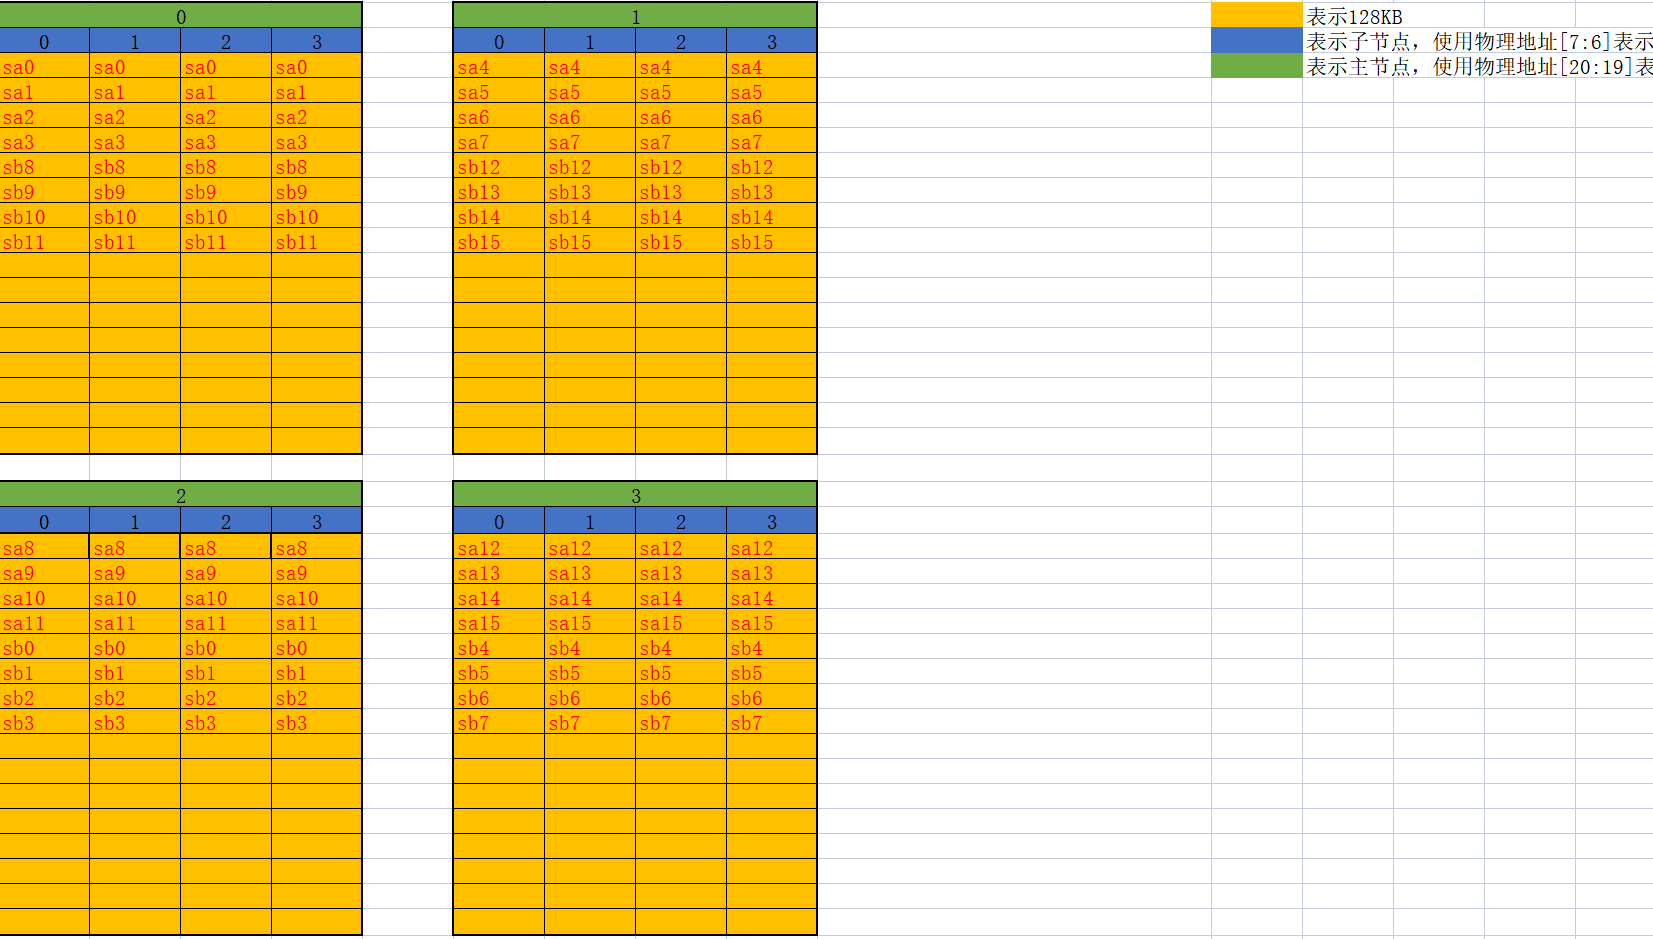 0 1 表示128KB
0 1 2 3 0 1 2 3 表示子节点，使用物理地址[7:6]表示
sa0 sa0 sa0 sa0 sa4 sa4 sa4 sa4 表示主节点，使用物理地址[20:19]表
sa1 sa1 sa1 sa1 sa5 sa5 sa5 sa5
sa2 sa2 sa2 sa2 sa6 sa6 sa6 sa6
sa3 sa3 sa3 sa3 sa7 sa7 sa7 sa7
sb8 sb8 sb8 sb8 sb12 sb12 sb12 sb12
sb9 sb9 sb9 sb9 sb13 sb13 sb13 sb13
sb10 sb10 sb10 sb10 sb14 sb14 sb14 sb14
sb11 sb11 sb11 sb11 sb15 sb15 sb15 sb15
2 3
0 1 2 3 0 1 2 3
sa8 sa8 sa8 sa8 sa12 sa12 sa12 sa12
sa9 sa9 sa9 sa9 sa13 sa13 sa13 sa13
sa10 sa10 sa10 sa10 sa14 sa14 sa14 sa14
sa11 sa11 sa11 sa11 sa15 sa15 sa15 sa15
sb0 sb0 sb0 sb0 sb4 sb4 sb4 sb4
sb1 sb1 sb1 sb1 sb5 sb5 sb5 sb5
sb2 sb2 sb2 sb2 sb6 sb6 sb6 sb6
sb3 sb3 sb3 sb3 sb7 sb7 sb7 sb7